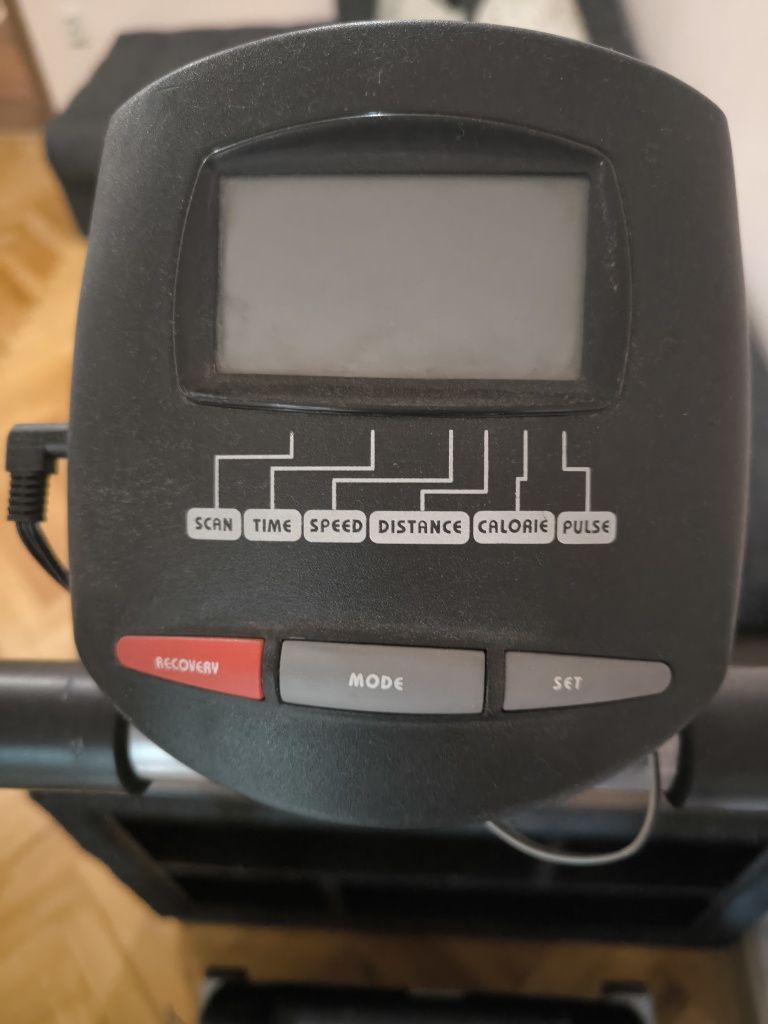 SCAN TIME SPEED DISTANCE CALORIE PULSE
RECOVERY MODE SET